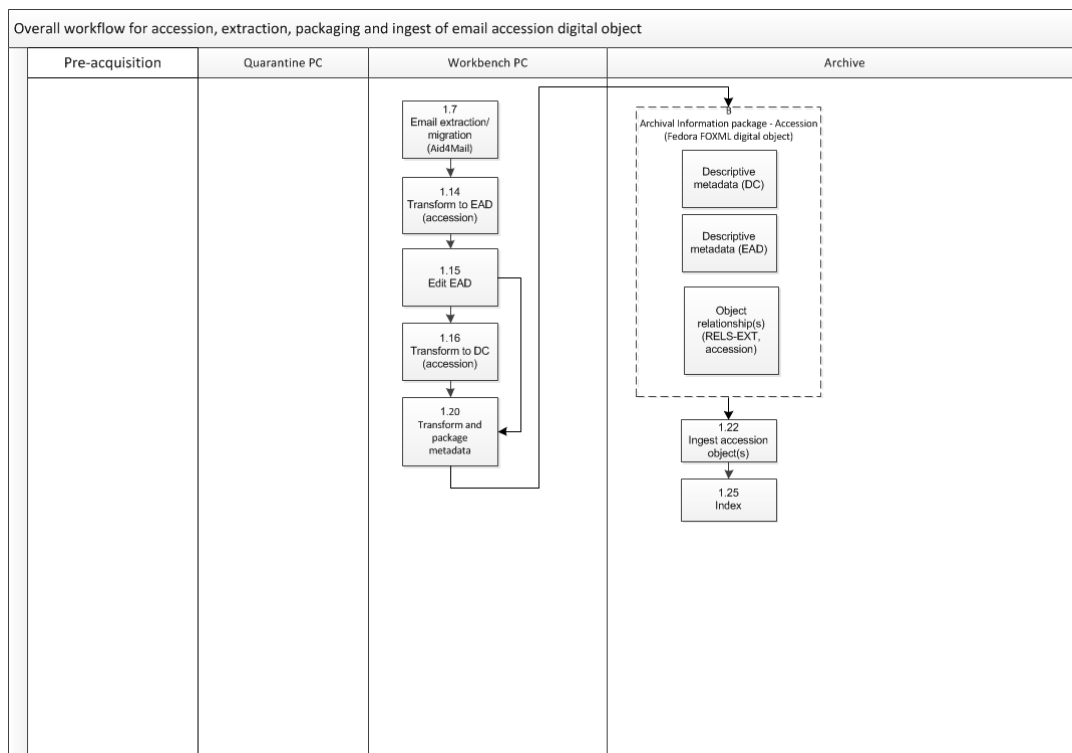 Overall workflow for accession, extraction, packaging and ingest of email accession digital object
Pre-acquisition
Quarantine PC
Workbench PC
Archive
1.7
Email extraction/
migration
(Aid4Mail)
1.14
Transform to EAD
(accession)
1.15
Edit EAD
1.16
Transform to DC
(accession)
1.20
Transform and
package
metadata
B
Archival Information package - Accession
(Fedora FOXML digital object)
Descriptive
metadata (DC)
Descriptive
metadata (EAD)
Object
relationship(s)
(RELS-EXT,
accession)
1.22
Ingest accession
object(s)
1.25
Index